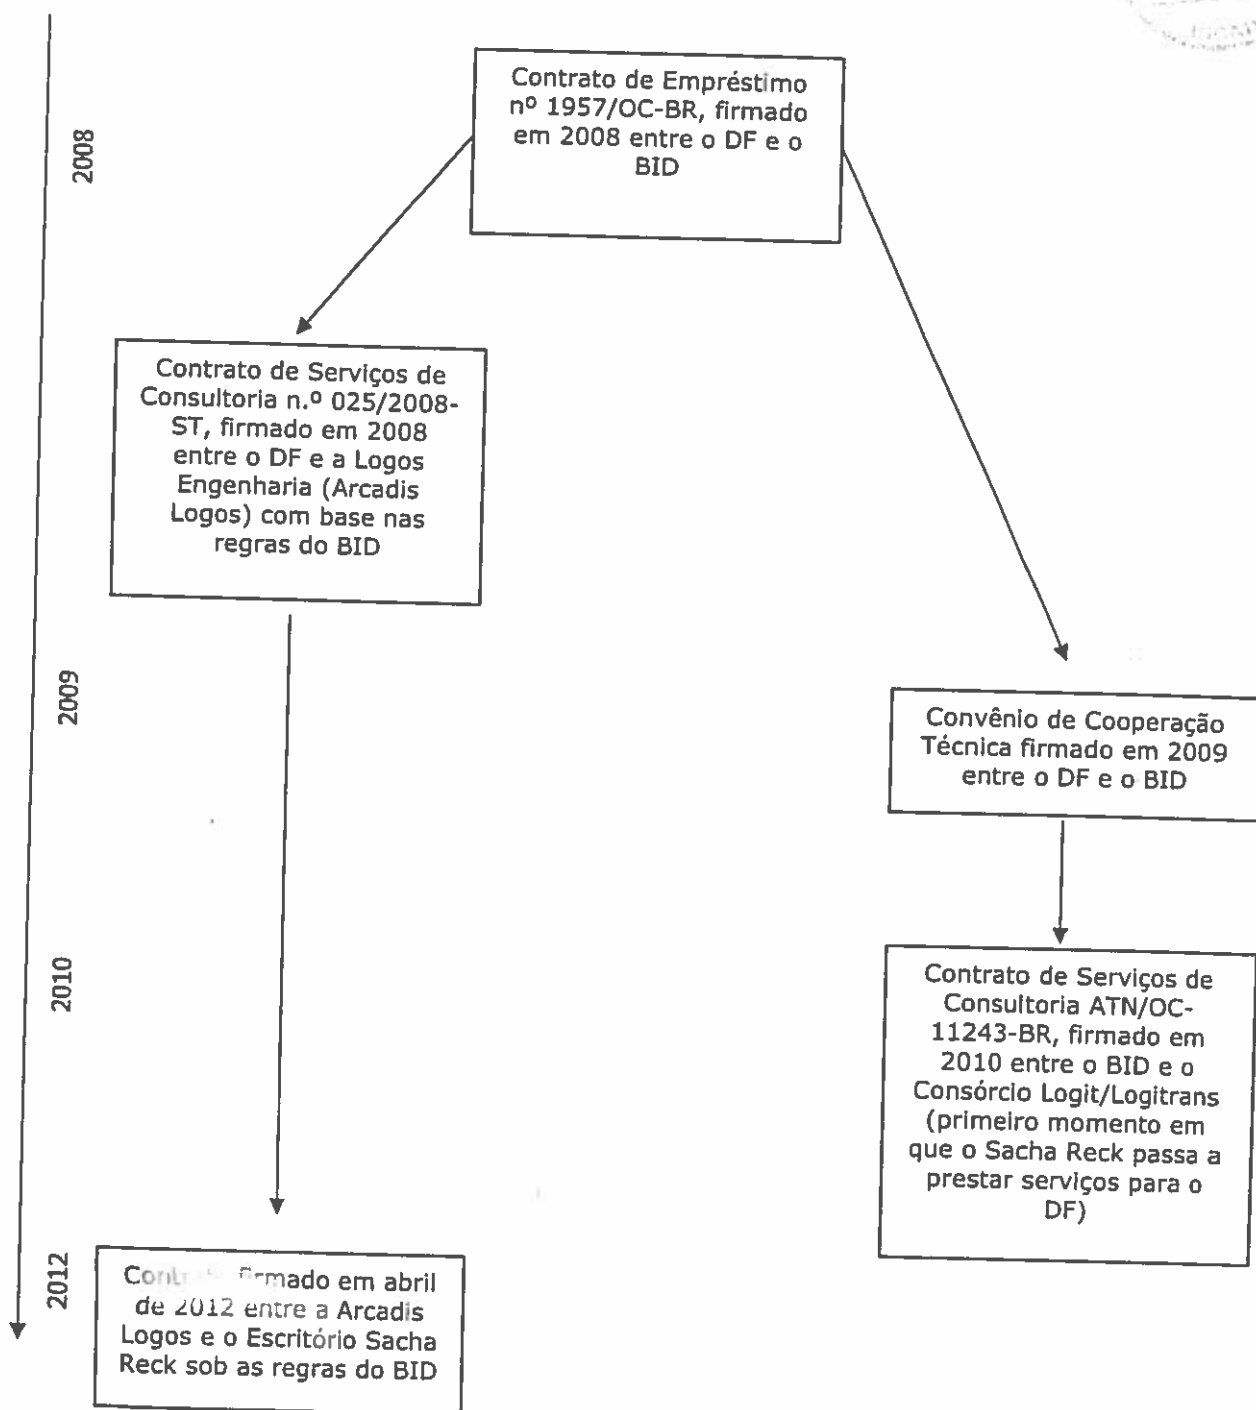 2008
Contrato de Empréstimo
nº 1957/OC-BR, firmado
em 2008 entre o DF e o
BID
Contrato de Serviços de
Consultoria n.º 025/2008-
ST, firmado em 2008
entre o DF e a Logos
Engenharia (Arcadis
Logos) com base nas
regras do BID
2009
Convênio de Cooperação
Técnica firmado em 2009
entre o DF e o BID
2010
Contrato de Serviços de
Consultoria ATN/OC-
11243-BR, firmado em
2010 entre o BID e o
Consórcio Logit/Logitrans
(primeiro momento em
que o Sacha Reck passa a
prestar serviços para o
DF)
2012
firmado em abril
de 2012 entre a Arcadis
Logos e o Escritório Sacha
Reck sob as regras do BID